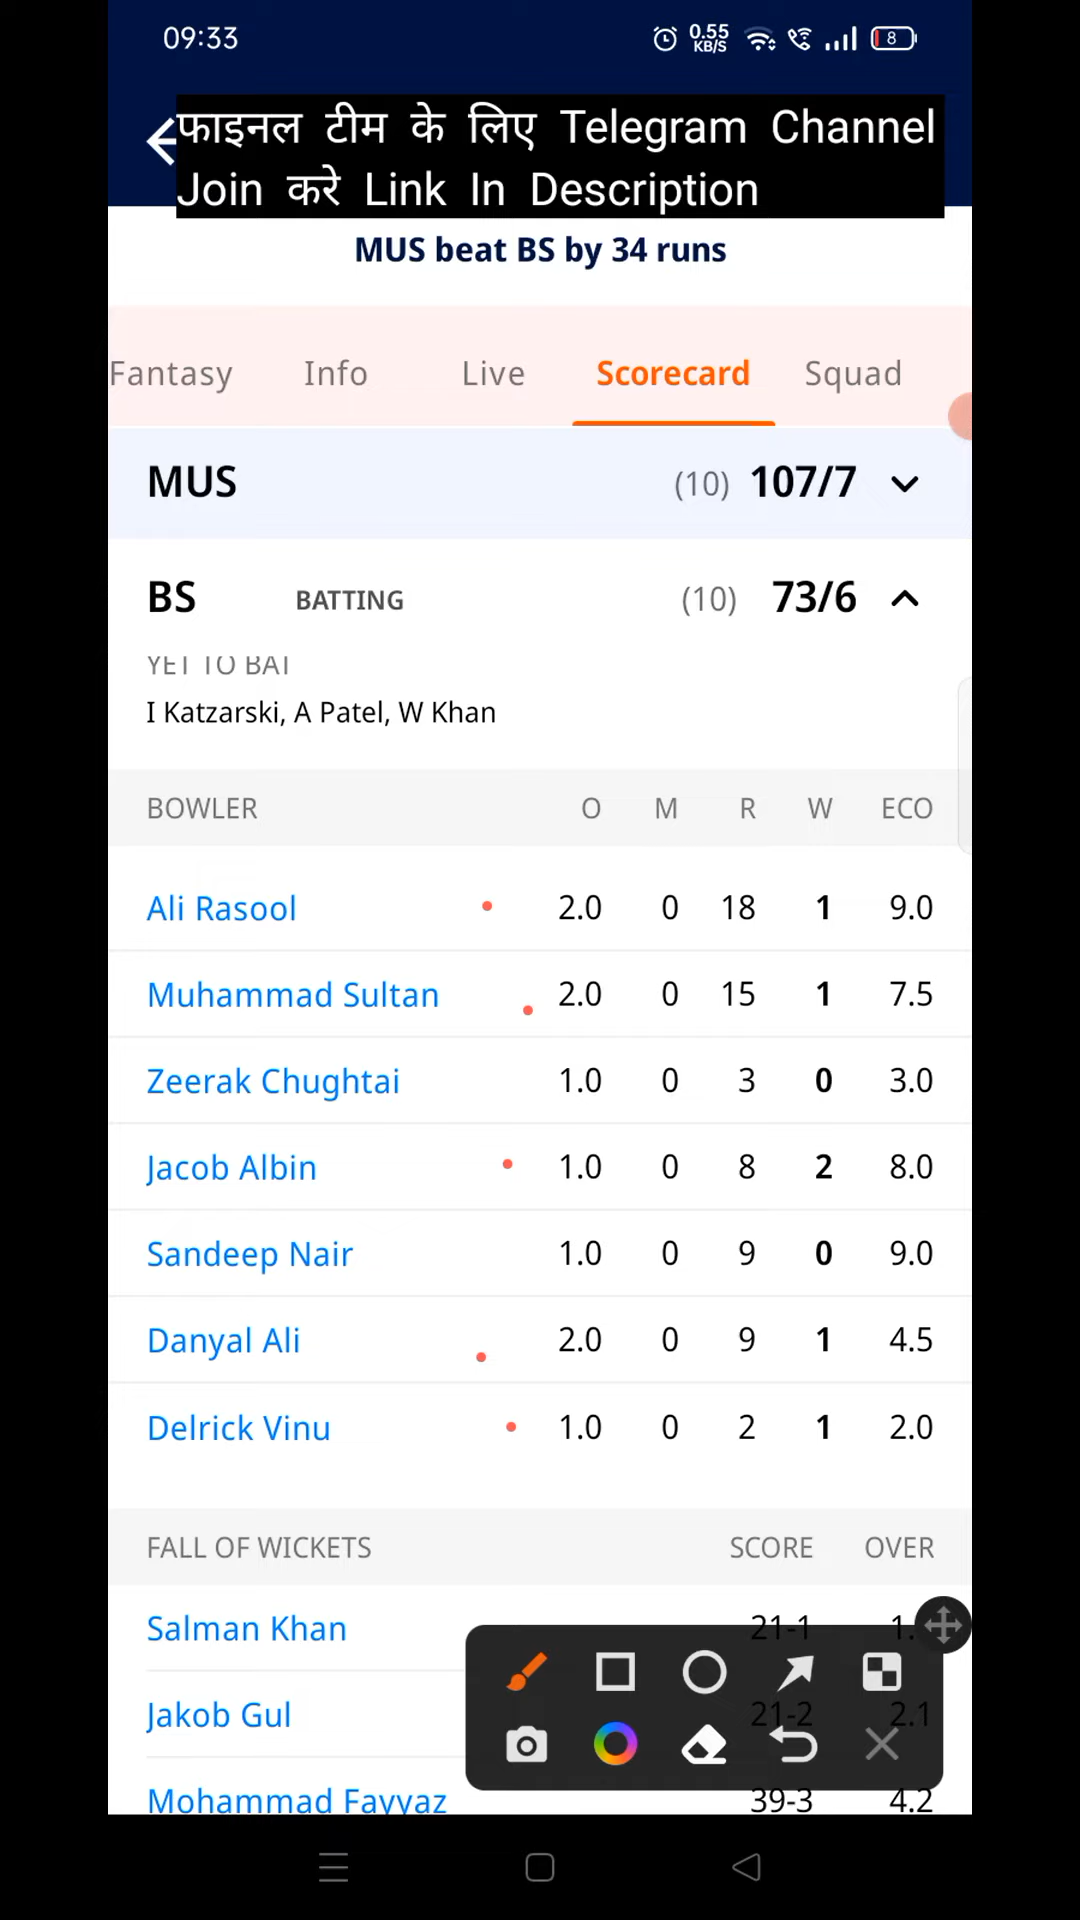 09:33 0.55 KB/S 8
फाइनल टीम के लिए Telegram Channel
Join करे Link In Description
MUS beat BS by 34 runs
Fantasy Info Live Scorecard Squad
MUS (10) 107/7
BS BATTING (10) 73/6
YET TO BAT
I Katzarski, A Patel, W Khan
BOWLER O M R W ECO
Ali Rasool 2.0 0 18 1 9.0
Muhammad Sultan 2.0 0 15 1 7.5
Zeerak Chughtai 1.0 0 3 0 3.0
Jacob Albin 1.0 0 8 2 8.0
Sandeep Nair 1.0 0 9 0 9.0
Danyal Ali 2.0 0 9 1 4.5
Delrick Vinu 1.0 0 2 1 2.0
FALL OF WICKETS SCORE OVER
Salman Khan 21-1
Jakob Gul 21-2 2.1
Mohammad Fayyaz 39-3 4.2